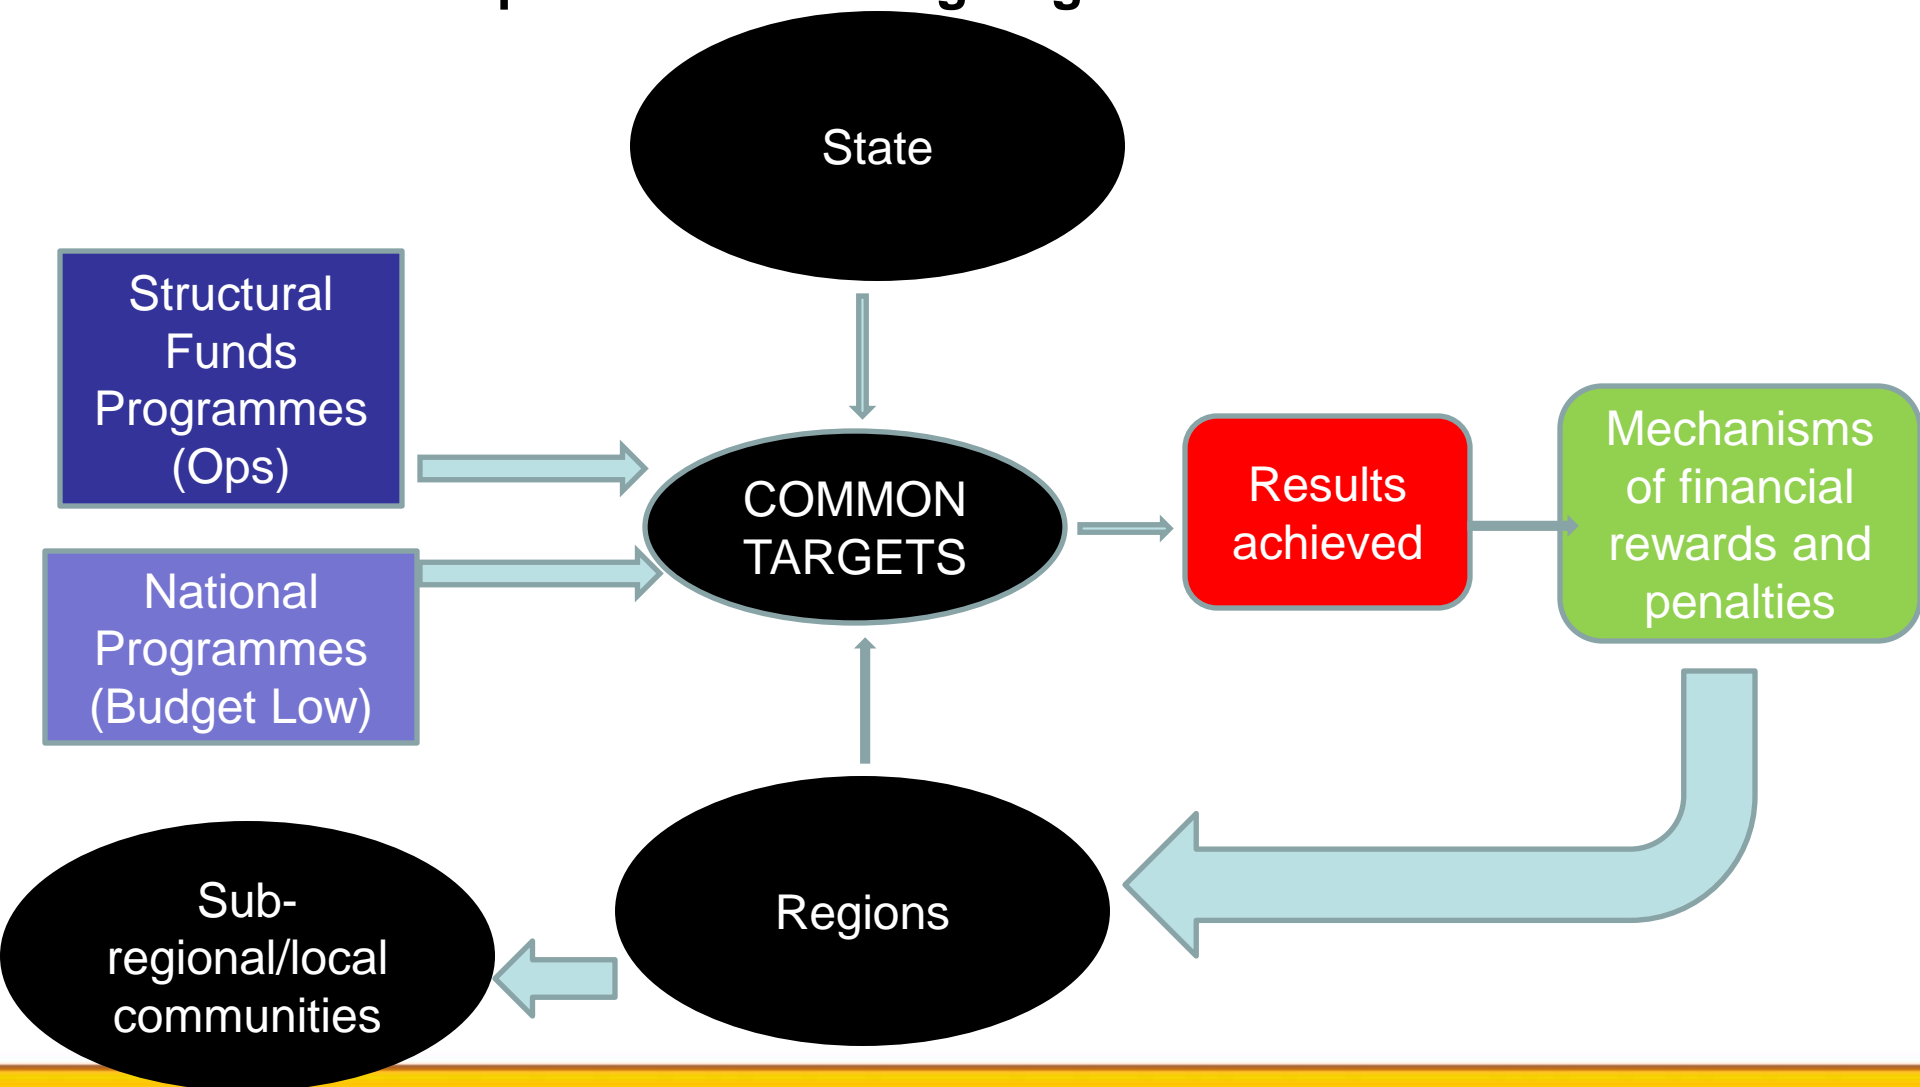 State
Structural
Funds
Programmes
(Ops)
COMMON
TARGETS
Results
achieved
Mechanisms
of financial
rewards and
penalties
National
Programmes
(Budget Low)
Sub-
regional/local
communities
Regions